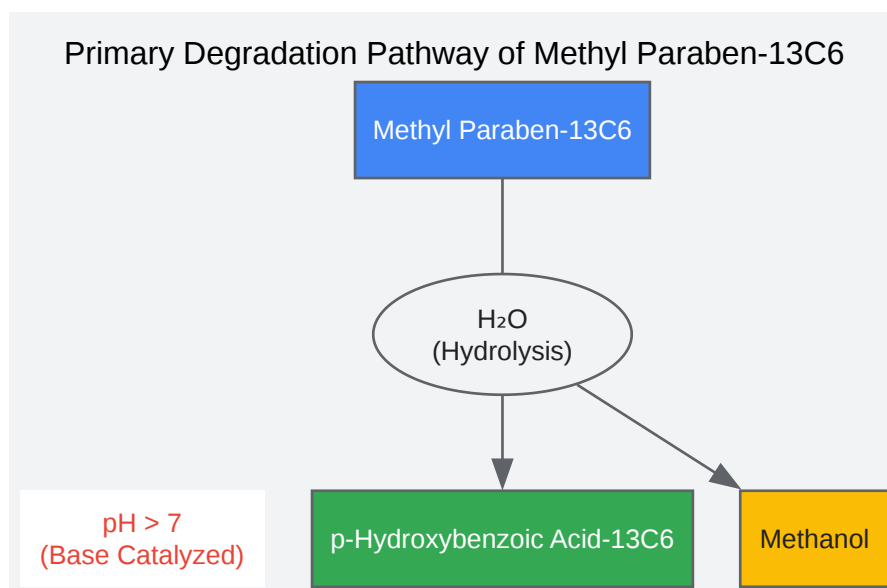 Primary Degradation Pathway of Methyl Paraben-13C6
Methyl Paraben-13C6
H₂O
(Hydrolysis)
pH > 7
(Base Catalyzed)
p-Hydroxybenzoic Acid-13C6
Methanol